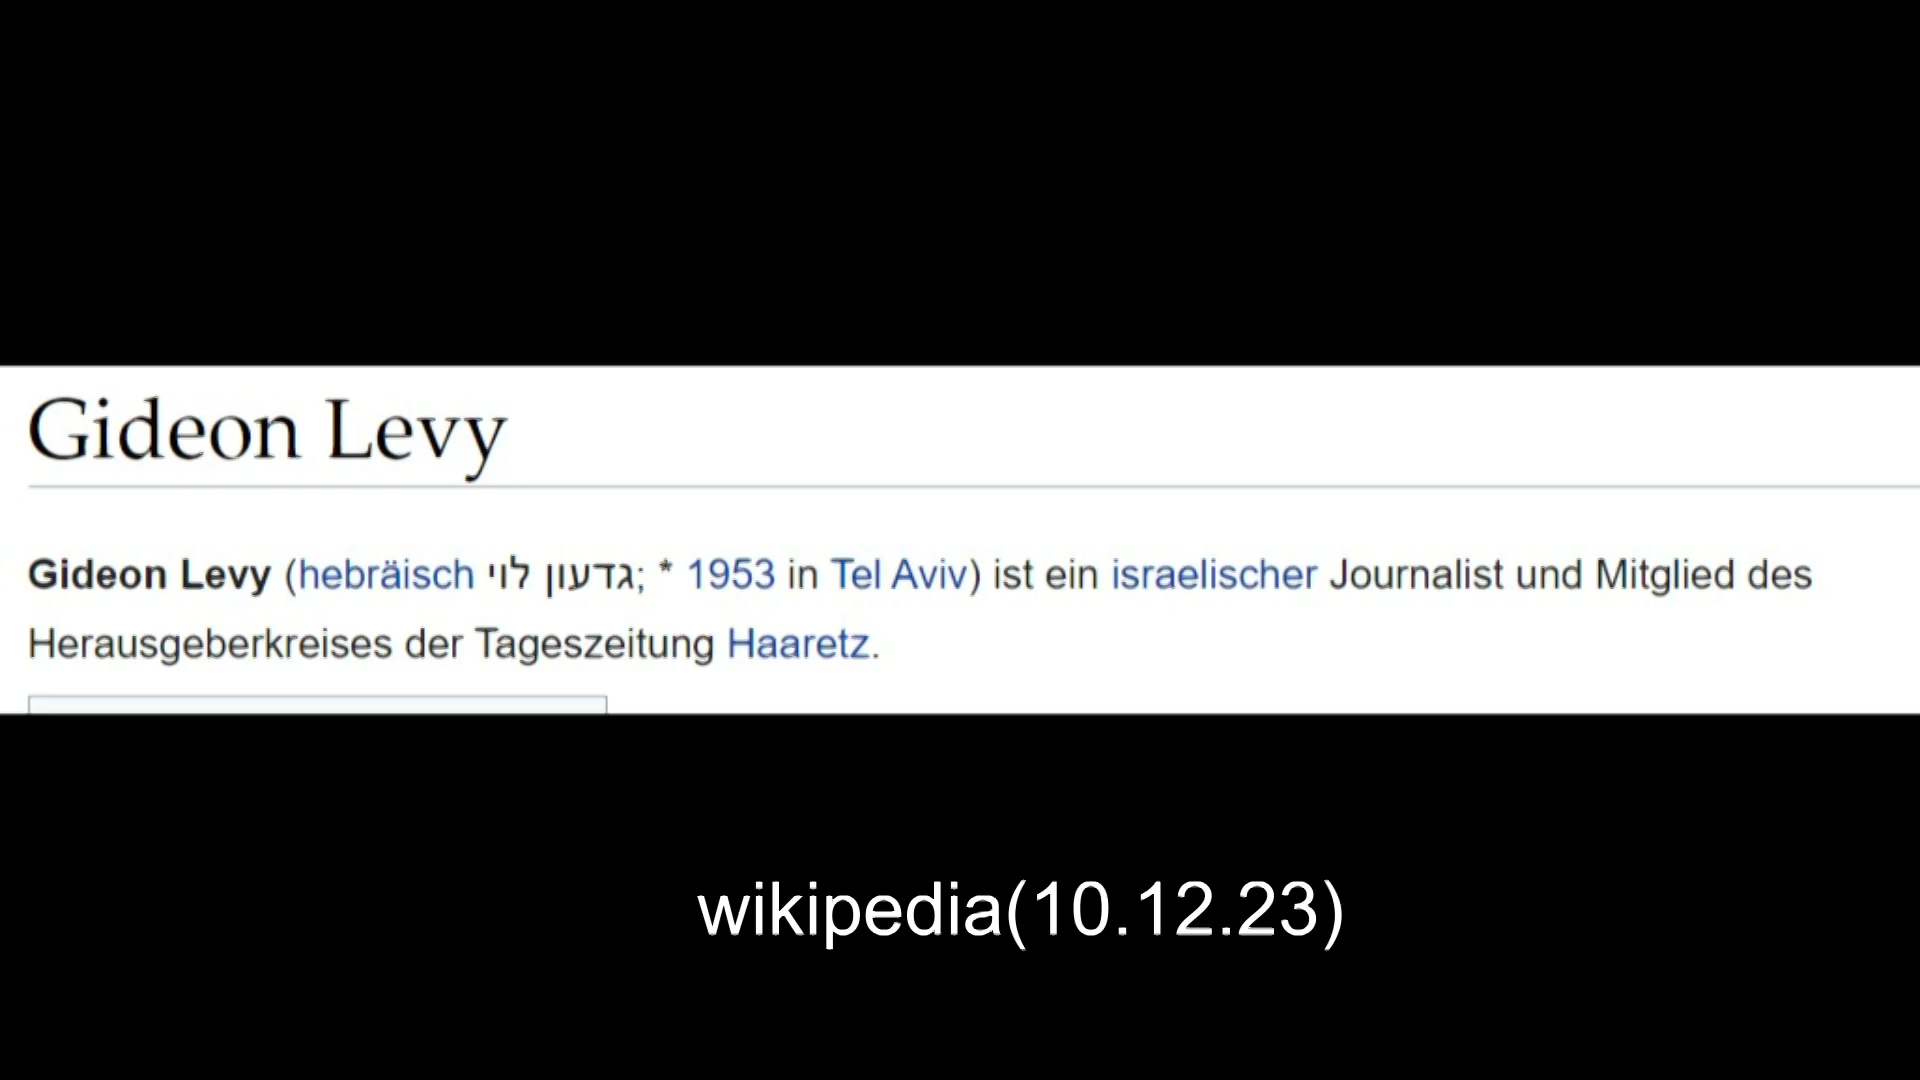 Gideon Levy
Gideon Levy (hebräisch גדעון לוי; * 1953 in Tel Aviv) ist ein israelischer Journalist und Mitglied des
Herausgeberkreises der Tageszeitung Haaretz.
wikipedia(10.12.23)